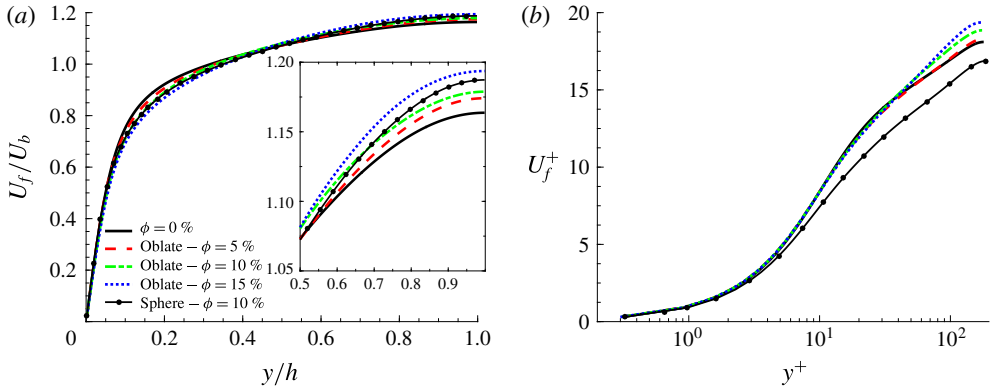 (a)
1.2
1.0
0.8
0.6
0.4
0.2
0
U_f/U_b
0.2
0.4
0.6
0.8
1.0
y/h
ϕ = 0 %
Oblate – ϕ = 5 %
Oblate – ϕ = 10 %
Oblate – ϕ = 15 %
Sphere – ϕ = 10 %
1.20
1.15
1.10
1.05
0.5
0.6
0.7
0.8
0.9
(b)
20
15
10
5
0
U_f^+
10^0
10^1
10^2
y^+